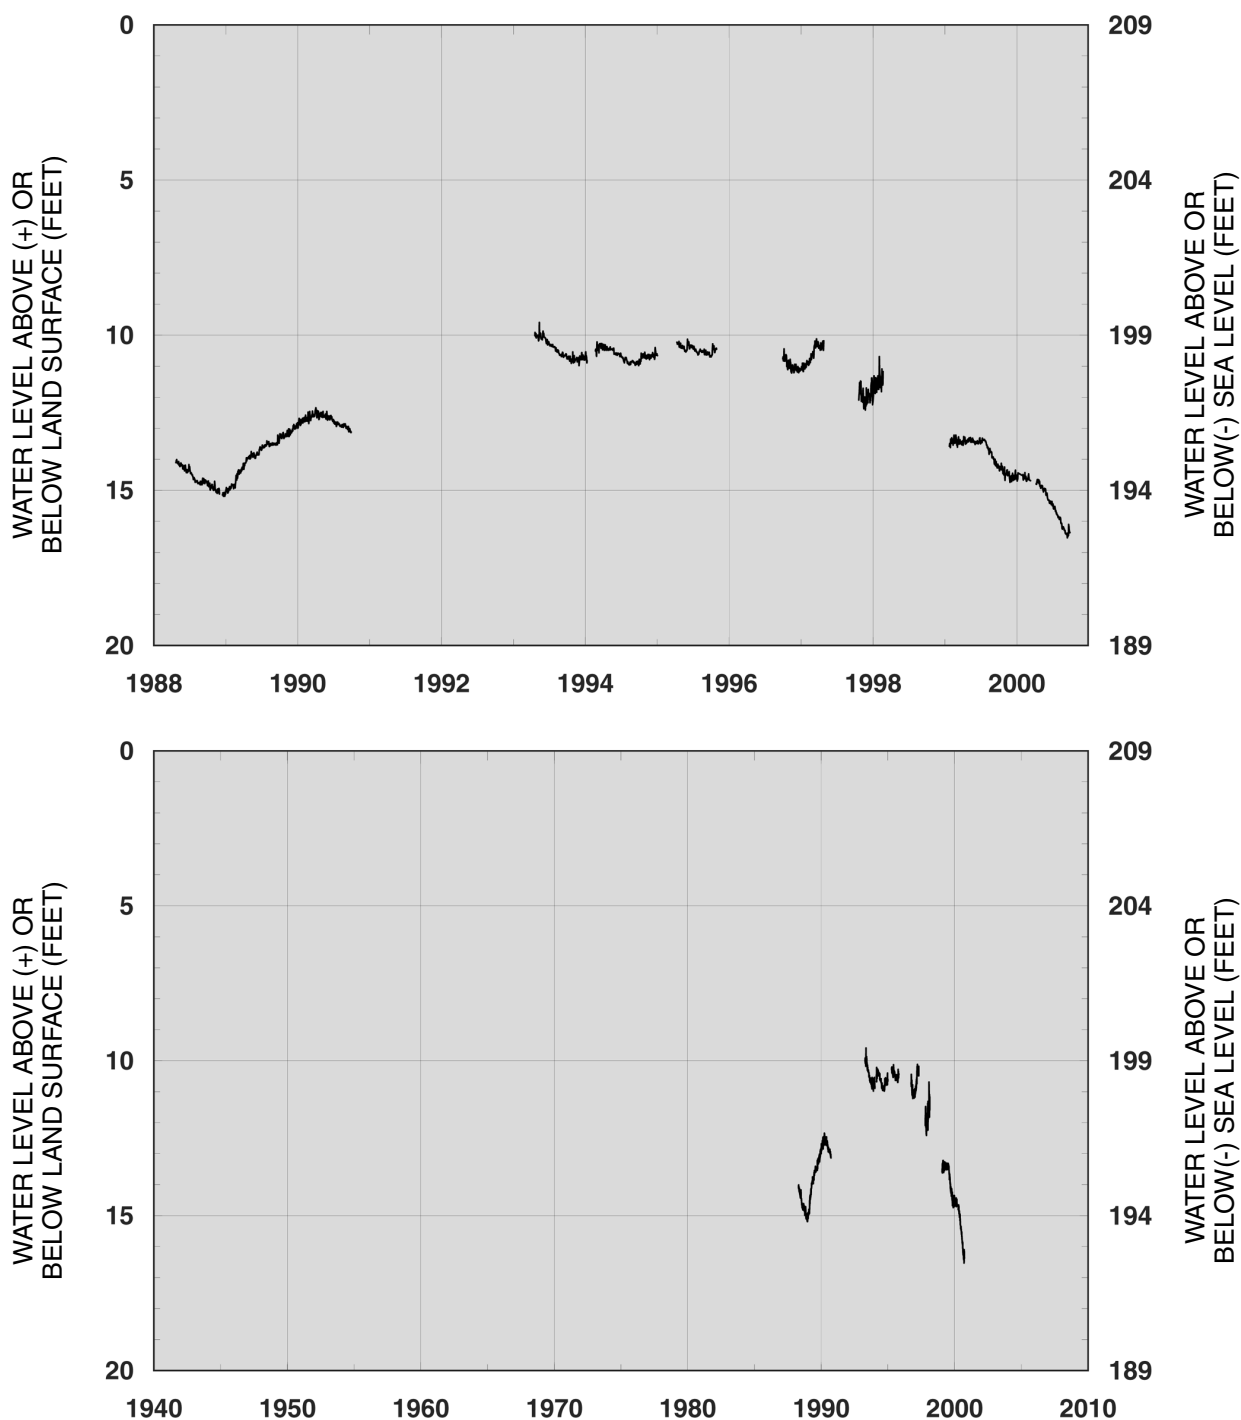 WATER LEVEL ABOVE (+) OR
BELOW LAND SURFACE (FEET)
0
5
10
15
20
209
204
199
194
189
WATER LEVEL ABOVE OR
BELOW(-) SEA LEVEL (FEET)
1988 1990 1992 1994 1996 1998 2000
WATER LEVEL ABOVE (+) OR
BELOW LAND SURFACE (FEET)
0
5
10
15
20
209
204
199
194
189
WATER LEVEL ABOVE OR
BELOW(-) SEA LEVEL (FEET)
1940 1950 1960 1970 1980 1990 2000 2010